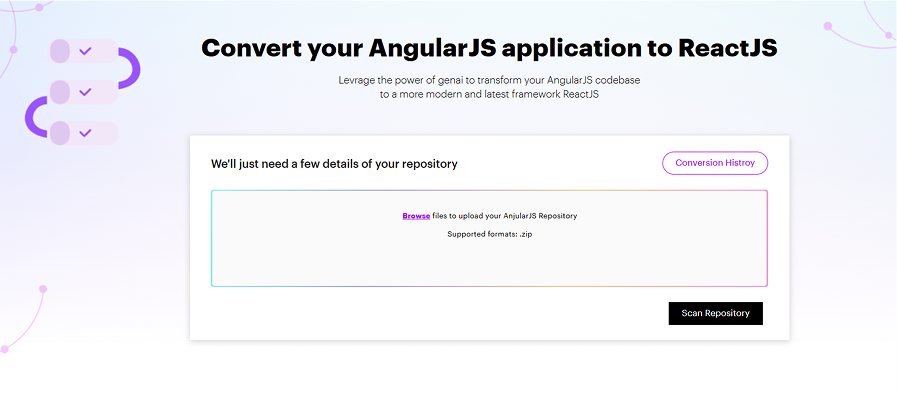 Convert your AngularJS application to ReactJS
Levrage the power of genai to transform your AngularJS codebase
to a more modern and latest framework ReactJS
We'll just need a few details of your repository
Conversion Histroy
Browse files to upload your AnjularJS Repository
Supported formats: .zip
Scan Repository